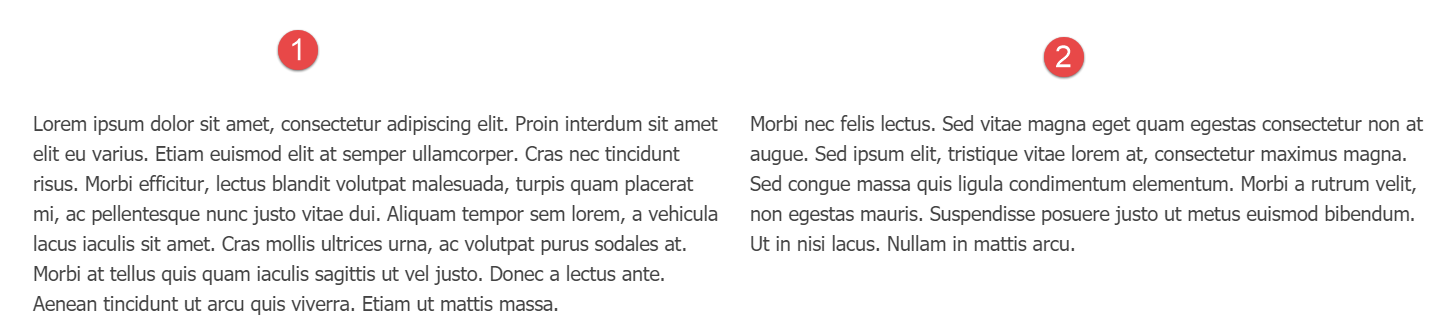 1
Lorem ipsum dolor sit amet, consectetur adipiscing elit. Proin interdum sit amet
elit eu varius. Etiam euismod elit at semper ullamcorper. Cras nec tincidunt
risus. Morbi efficitur, lectus blandit volutpat malesuada, turpis quam placerat
mi, ac pellentesque nunc justo vitae dui. Aliquam tempor sem lorem, a vehicula
lacus iaculis sit amet. Cras mollis ultrices urna, ac volutpat purus sodales at.
Morbi at tellus quis quam iaculis sagittis ut vel justo. Donec a lectus ante.
Aenean tincidunt ut arcu quis viverra. Etiam ut mattis massa.
2
Morbi nec felis lectus. Sed vitae magna eget quam egestas consectetur non at
augue. Sed ipsum elit, tristique vitae lorem at, consectetur maximus magna.
Sed congue massa quis ligula condimentum elementum. Morbi a rutrum velit,
non egestas mauris. Suspendisse posuere justo ut metus euismod bibendum.
Ut in nisi lacus. Nullam in mattis arcu.